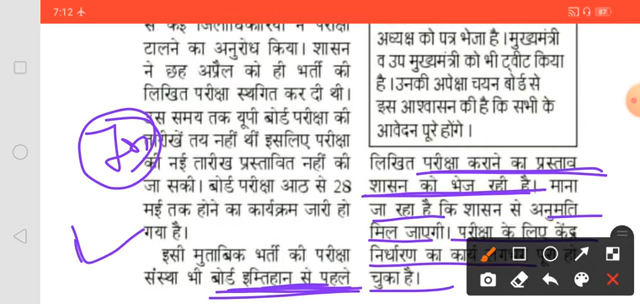 7:12
87
से कई जिलाधिकारियों ने परीक्षा
टालने का अनुरोध किया। शासन
ने छह अप्रैल को ही भर्ती की
लिखित परीक्षा स्थगित कर दी थी।
उस समय तक यूपी बोर्ड परीक्षा की
तारीखें तय नहीं थीं इसलिए परीक्षा
की नई तारीख प्रस्तावित नहीं की
जा सकी। बोर्ड परीक्षा आठ से 28
मई तक होने का कार्यक्रम जारी हो
गया है।
इसी मुताबिक भर्ती की परीक्षा
संस्था भी बोर्ड इम्तिहान से पहले
अध्यक्ष को पत्र भेजा है। मुख्यमंत्री
व उप मुख्यमंत्री को भी ट्वीट किया
है। उनकी अपेक्षा चयन बोर्ड से
इस आश्वासन की है कि सभी के
आवेदन पूरे होंगे।
लिखित परीक्षा कराने का प्रस्ताव
शासन को भेज रही है। माना
जा रहा है कि शासन से अनुमति
मिल जाएगी। परीक्षा के लिए केंद्र
निर्धारण का कार्य लगभग पूरा हो
चुका है।